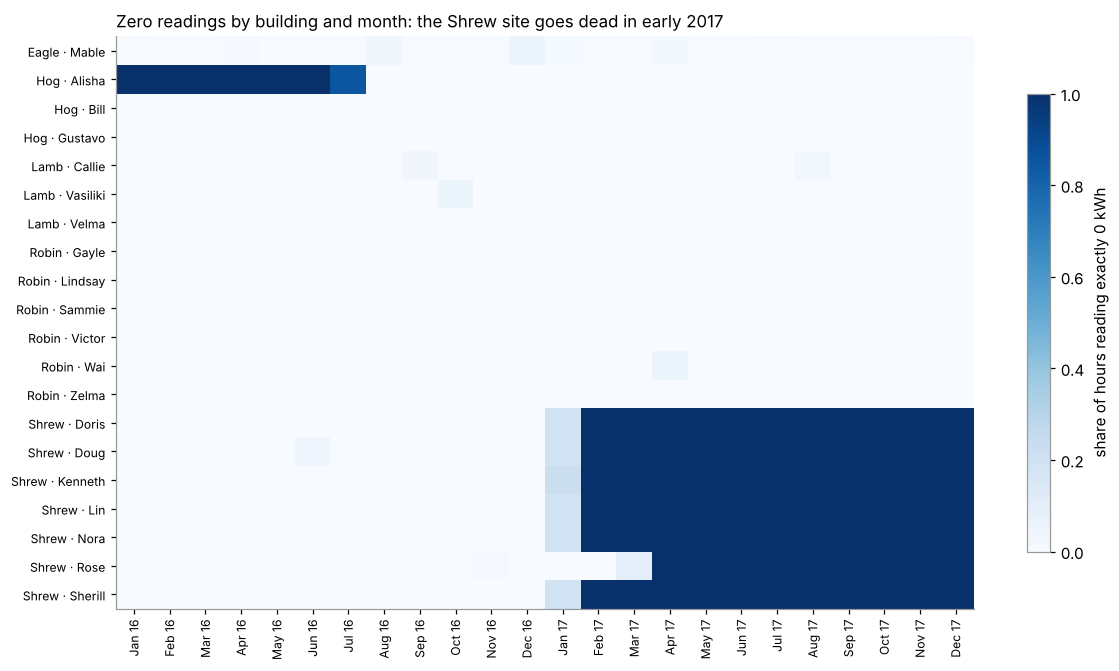 Zero readings by building and month: the Shrew site goes dead in early 2017
Eagle · Mable
Hog · Alisha
Hog · Bill
Hog · Gustavo
Lamb · Callie
Lamb · Vasiliki
Lamb · Velma
Robin · Gayle
Robin · Lindsay
Robin · Sammie
Robin · Victor
Robin · Wai
Robin · Zelma
Shrew · Doris
Shrew · Doug
Shrew · Kenneth
Shrew · Lin
Shrew · Nora
Shrew · Rose
Shrew · Sherill
Jan 16
Feb 16
Mar 16
Apr 16
May 16
Jun 16
Jul 16
Aug 16
Sep 16
Oct 16
Nov 16
Dec 16
Jan 17
Feb 17
Mar 17
Apr 17
May 17
Jun 17
Jul 17
Aug 17
Sep 17
Oct 17
Nov 17
Dec 17
1.0
0.8
0.6
0.4
0.2
0.0
share of hours reading exactly 0 kWh